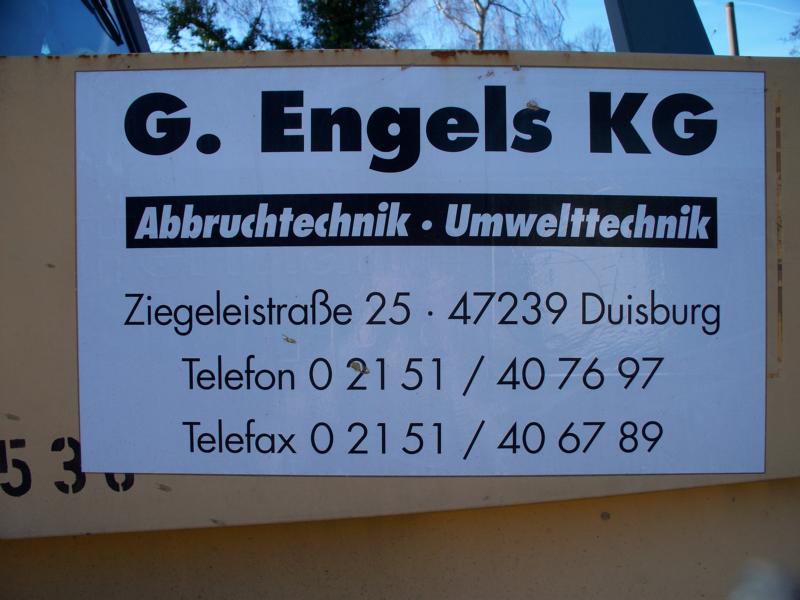 G. Engels KG
Abbruchtechnik · Umwelttechnik
Ziegeleistraße 25 · 47239 Duisburg
Telefon 0 21 51 / 40 76 97
Telefax 0 21 51 / 40 67 89
536